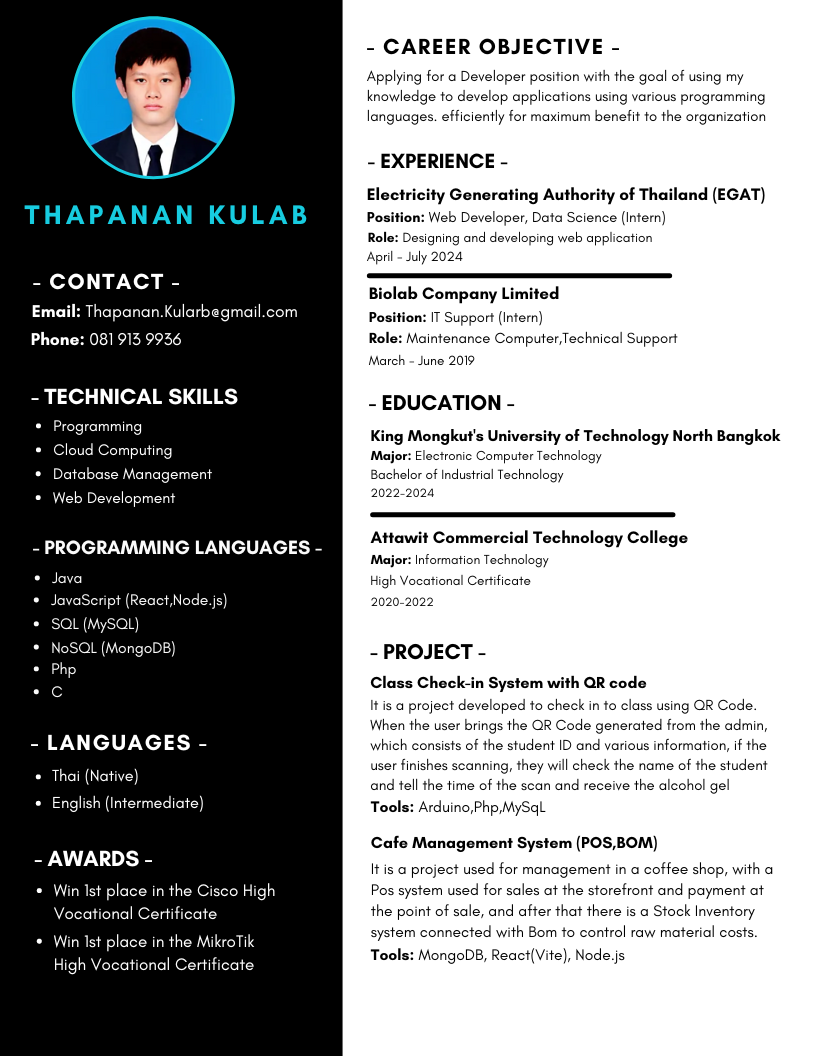 THAPANAN KULAB
- CONTACT -
Email: Thapanan.Kularb@gmail.com
Phone: 081 913 9936
- TECHNICAL SKILLS
Programming
Cloud Computing
Database Management
Web Development
- PROGRAMMING LANGUAGES -
Java
JavaScript (React,Node.js)
SQL (MySQL)
NoSQL (MongoDB)
Php
C
- LANGUAGES -
Thai (Native)
English (Intermediate)
- AWARDS -
Win 1st place in the Cisco High
Vocational Certificate
Win 1st place in the MikroTik
High Vocational Certificate
- CAREER OBJECTIVE -
Applying for a Developer position with the goal of using my
knowledge to develop applications using various programming
languages. efficiently for maximum benefit to the organization
- EXPERIENCE -
Electricity Generating Authority of Thailand (EGAT)
Position: Web Developer, Data Science (Intern)
Role: Designing and developing web application
April - July 2024
Biolab Company Limited
Position: IT Support (Intern)
Role: Maintenance Computer,Technical Support
March - June 2019
- EDUCATION -
King Mongkut's University of Technology North Bangkok
Major: Electronic Computer Technology
Bachelor of Industrial Technology
2022-2024
Attawit Commercial Technology College
Major: Information Technology
High Vocational Certificate
2020-2022
- PROJECT -
Class Check-in System with QR code
It is a project developed to check in to class using QR Code.
When the user brings the QR Code generated from the admin,
which consists of the student ID and various information, if the
user finishes scanning, they will check the name of the student
and tell the time of the scan and receive the alcohol gel
Tools: Arduino,Php,MySqL
Cafe Management System (POS,BOM)
It is a project used for management in a coffee shop, with a
Pos system used for sales at the storefront and payment at
the point of sale, and after that there is a Stock Inventory
system connected with Bom to control raw material costs.
Tools: MongoDB, React(Vite), Node.js